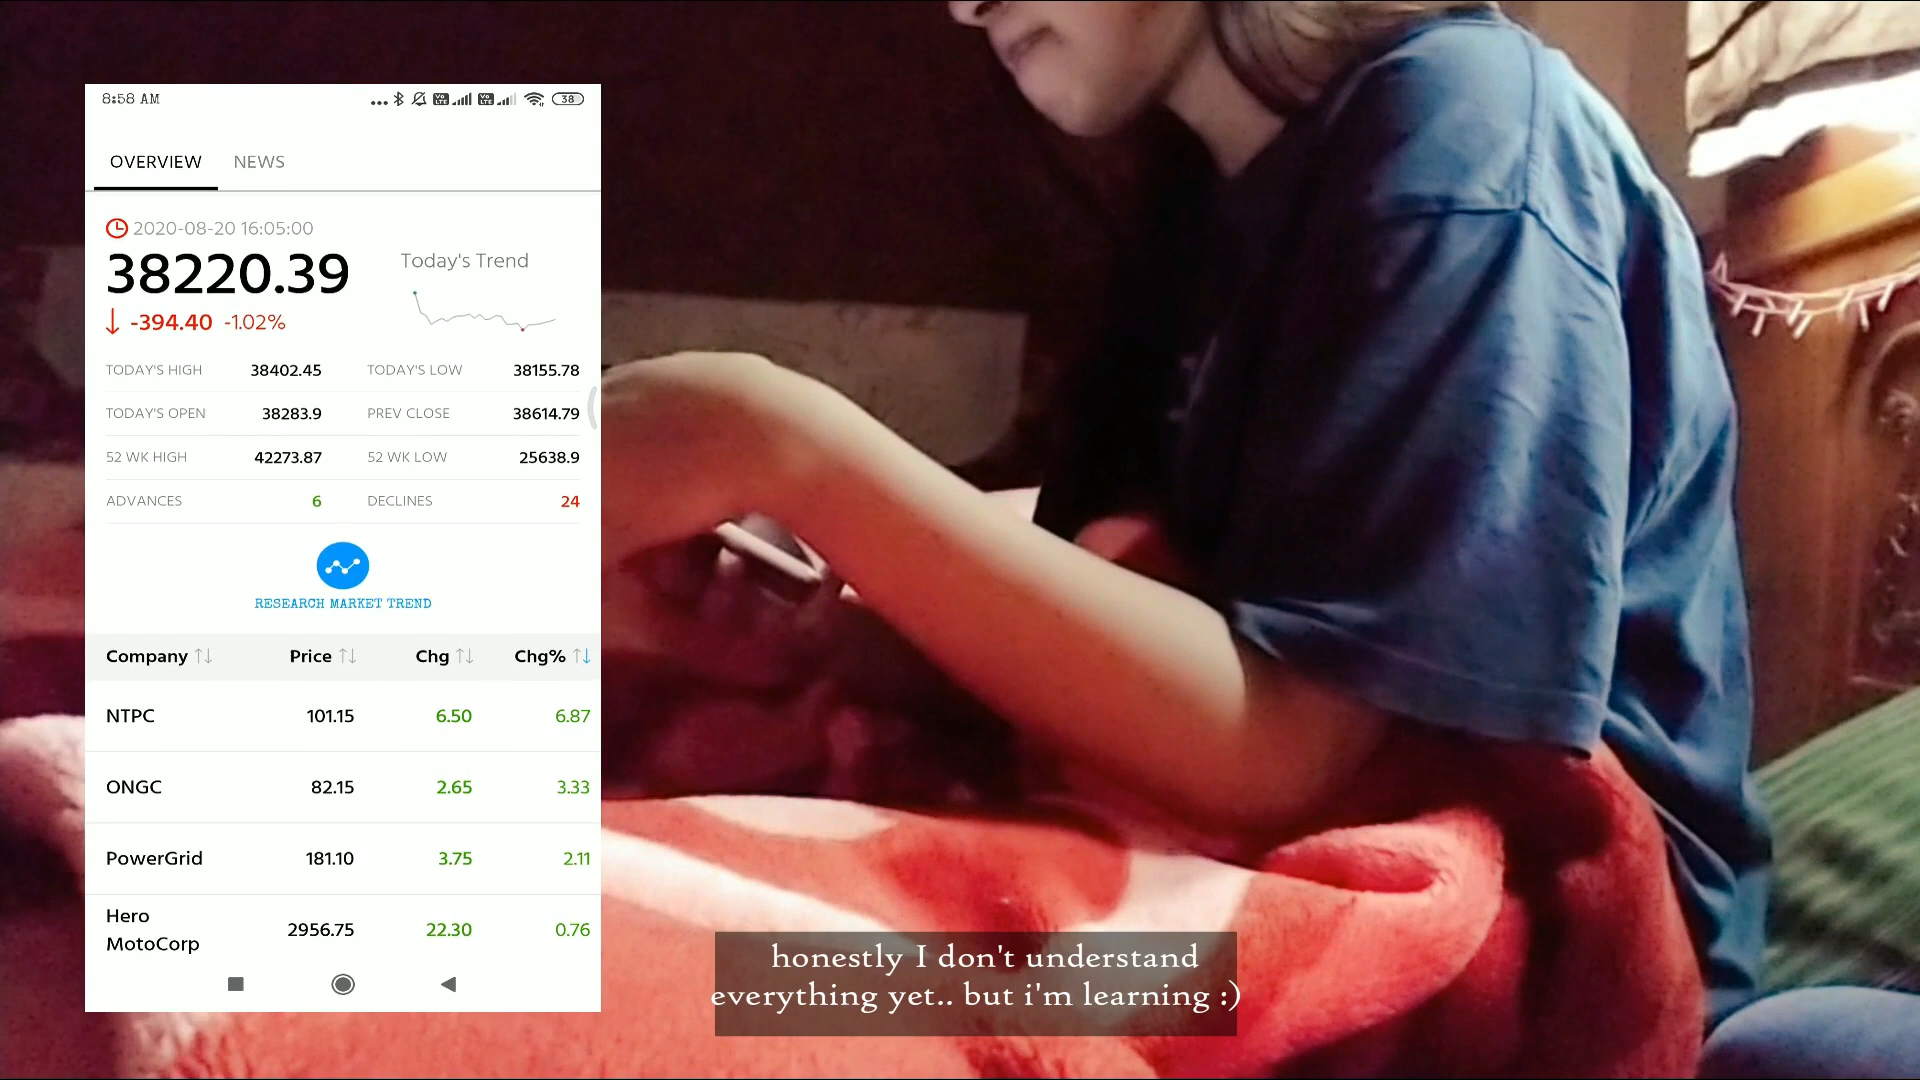 8:58 AM
38
OVERVIEW NEWS
2020-08-20 16:05:00
38220.39
Today's Trend
-394.40 -1.02%
TODAY'S HIGH 38402.45 TODAY'S LOW 38155.78
TODAY'S OPEN 38283.9 PREV CLOSE 38614.79
52 WK HIGH 42273.87 52 WK LOW 25638.9
ADVANCES 6 DECLINES 24
RESEARCH MARKET TREND
Company Price Chg Chg%
NTPC 101.15 6.50 6.87
ONGC 82.15 2.65 3.33
PowerGrid 181.10 3.75 2.11
Hero
MotoCorp 2956.75 22.30 0.76
honestly I don't understand
everything yet.. but i'm learning :)